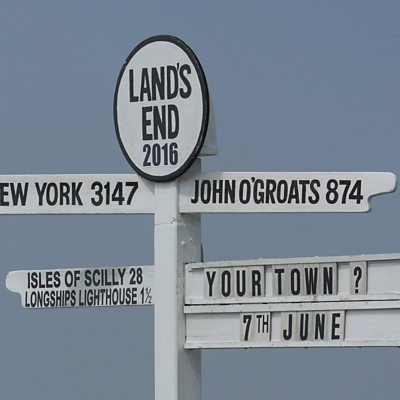 LAND'S
END
2016
NEW YORK 3147
JOHN O'GROATS 874
ISLES OF SCILLY 28
LONGSHIPS LIGHTHOUSE 1½
YOUR TOWN ?
7TH JUNE